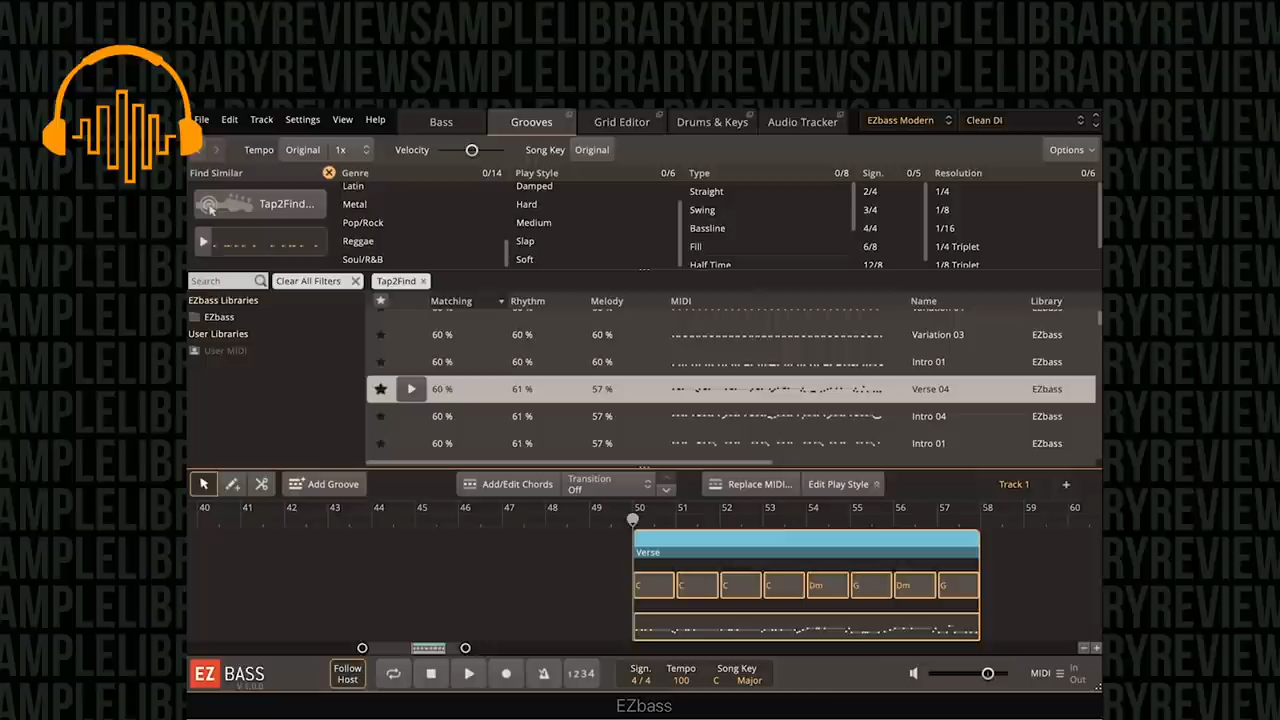 SAMPLELIBRARYREVIEWSAMPLELIBRARYREVIEWSAMPLELIBRARYREVIEW
File Edit Track Settings View Help Bass Grooves Grid Editor Drums & Keys Audio Tracker EZbass Modern Clean DI
Tempo Original 1x Velocity Song Key Original Options
Find Similar Genre 0/14 Play Style 0/6 Type 0/8 Sign. 0/5 Resolution 0/6
Latin Damped Straight 2/4 1/4
Tap2Find... Metal Hard Swing 3/4 1/8
Pop/Rock Medium Bassline 4/4 1/16
Reggae Slap Fill 6/8 1/4 Triplet
Soul/R&B Soft Half Time 12/8 1/8 Triplet
Search Clear All Filters Tap2Find
EZbass Libraries Matching Rhythm Melody MIDI Name Library
EZbass
User Libraries 60 % 60 % 60 % Variation 03 EZbass
User MIDI
60 % 60 % 60 % Intro 01 EZbass
60 % 61 % 57 % Verse 04 EZbass
60 % 61 % 57 % Intro 04 EZbass
60 % 61 % 57 % Intro 01 EZbass
Add Groove Add/Edit Chords Transition Off Replace MIDI... Edit Play Style Track 1 +
40 41 42 43 44 45 46 47 48 49 50 51 52 53 54 55 56 57 58 59 60
Verse
C C C C Dm G Dm G
EZ BASS Follow Host 1 2 3 4 Sign. 4 / 4 Tempo 100 Song Key C Major MIDI In Out
EZbass